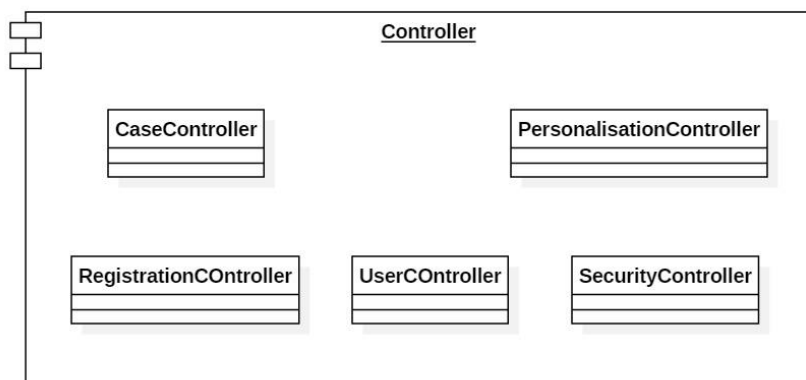 Controller
CaseController
PersonalisationController
RegistrationCOntroller
UserCOntroller
SecurityController